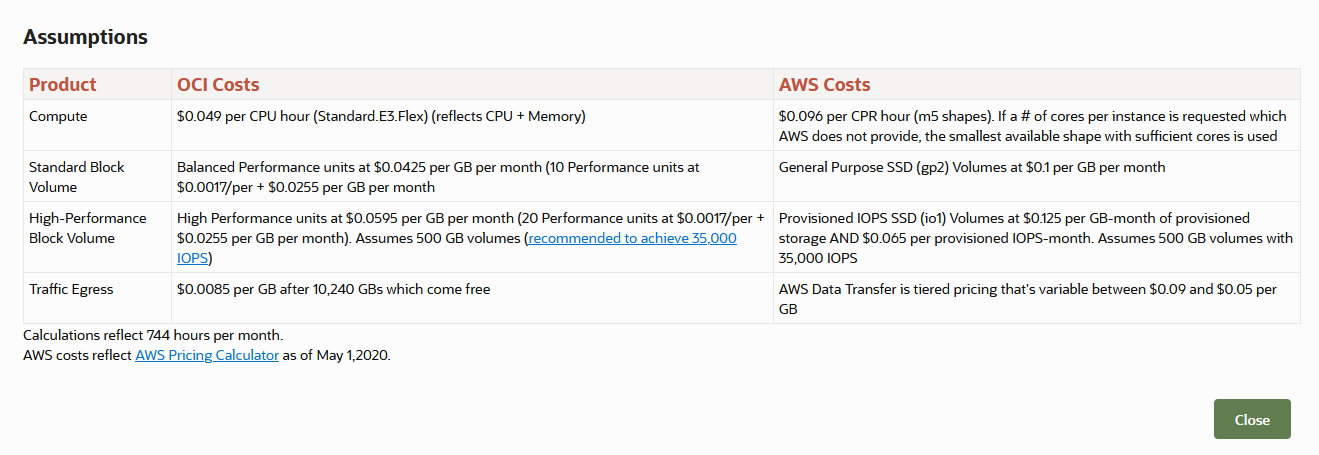 Assumptions
Product OCI Costs AWS Costs
Compute $0.049 per CPU hour (Standard.E3.Flex) (reflects CPU + Memory) $0.096 per CPR hour (m5 shapes). If a # of cores per instance is requested which
AWS does not provide, the smallest available shape with sufficient cores is used
Standard Block
Volume
Balanced Performance units at $0.0425 per GB per month (10 Performance units at
$0.0017/per + $0.0255 per GB per month
General Purpose SSD (gp2) Volumes at $0.1 per GB per month
High-Performance
Block Volume
High Performance units at $0.0595 per GB per month (20 Performance units at $0.0017/per +
$0.0255 per GB per month). Assumes 500 GB volumes (recommended to achieve 35,000
IOPS)
Provisioned IOPS SSD (io1) Volumes at $0.125 per GB-month of provisioned
storage AND $0.065 per provisioned IOPS-month. Assumes 500 GB volumes with
35,000 IOPS
Traffic Egress $0.0085 per GB after 10,240 GBs which come free AWS Data Transfer is tiered pricing that's variable between $0.09 and $0.05 per
GB
Calculations reflect 744 hours per month.
AWS costs reflect AWS Pricing Calculator as of May 1,2020.
Close